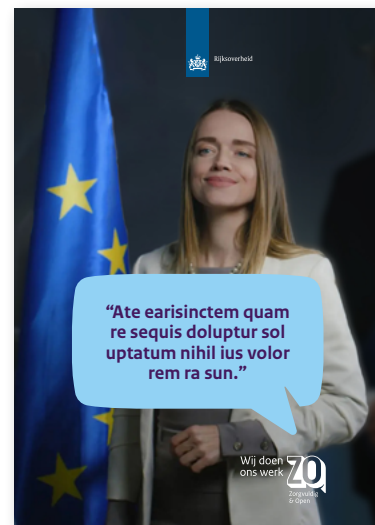 Rijksoverheid
“Ate earisinctem quam
re sequis doluptur sol
uptatum nihil ius volor
rem ra sun.”
Wij doen
ons werk ZO
Zorgvuldig
& Open